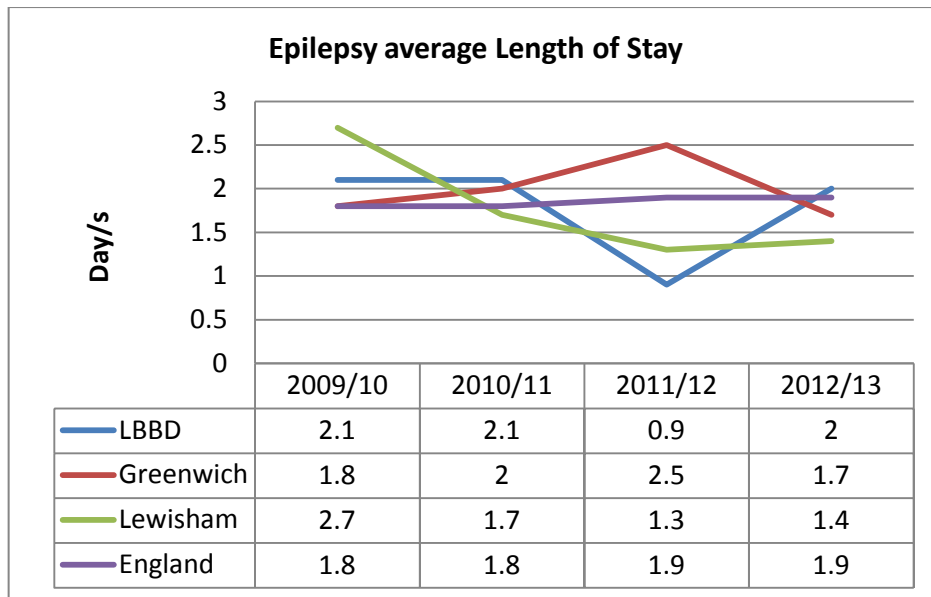 Epilepsy average Length of Stay
Day/s
3
2.5
2
1.5
1
0.5
0
2009/10 2010/11 2011/12 2012/13
LBBD 2.1 2.1 0.9 2
Greenwich 1.8 2 2.5 1.7
Lewisham 2.7 1.7 1.3 1.4
England 1.8 1.8 1.9 1.9